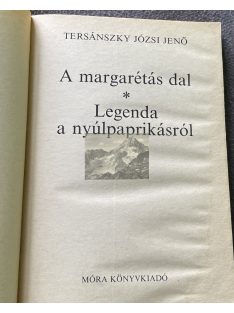 TERSÁNSZKY JÓZSI JENŐ
A margarétás dal
*
Legenda
a nyúlpaprikásról
MÓRA KÖNYVKIADÓ